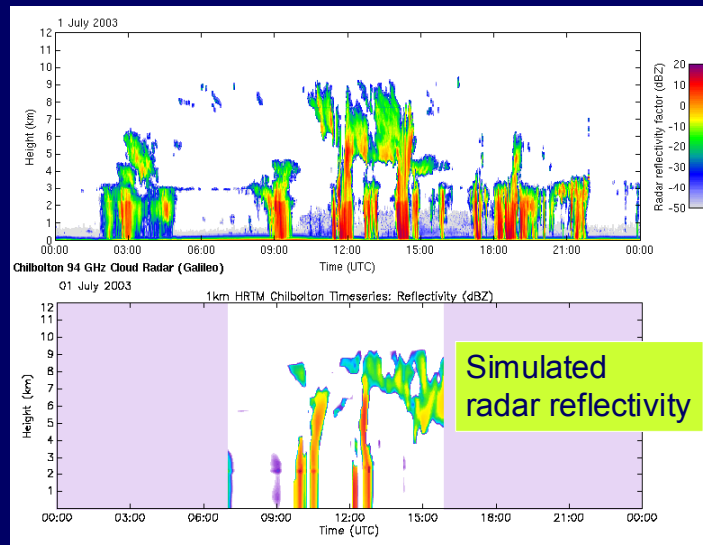 1 July 2003
12
11
10
9
8
7
6
5
4
3
2
1
0
Height (km)
00:00 03:00 06:00 09:00 12:00 15:00 18:00 21:00 00:00
Time (UTC)
20
10
0
-10
-20
-30
-40
-50
Radar reflectivity factor (dBZ)
Chilbolton 94 GHz Cloud Radar (Galileo)
01 July 2003
1km HRTM Chilbolton Timeseries: Reflectivity (dBZ)
12
11
10
9
8
7
6
5
4
3
2
1
Height (km)
Simulated
radar reflectivity
00:00 03:00 06:00 09:00 12:00 15:00 18:00 21:00 00:00
Time (UTC)